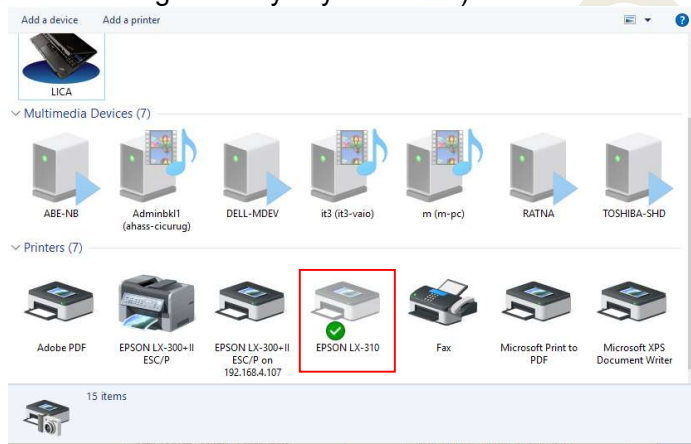 Add a device Add a printer
LICA
Multimedia Devices (7)
ABE-NB
Adminbkl1
(ahass-cicurug)
DELL-MDEV
it3 (it3-vaio)
m (m-pc)
RATNA
TOSHIBA-SHD
Printers (7)
Adobe PDF
EPSON LX-300+II
ESC/P
EPSON LX-300+II
ESC/P on
192.168.4.107
EPSON LX-310
Fax
Microsoft Print to
PDF
Microsoft XPS
Document Writer
15 items